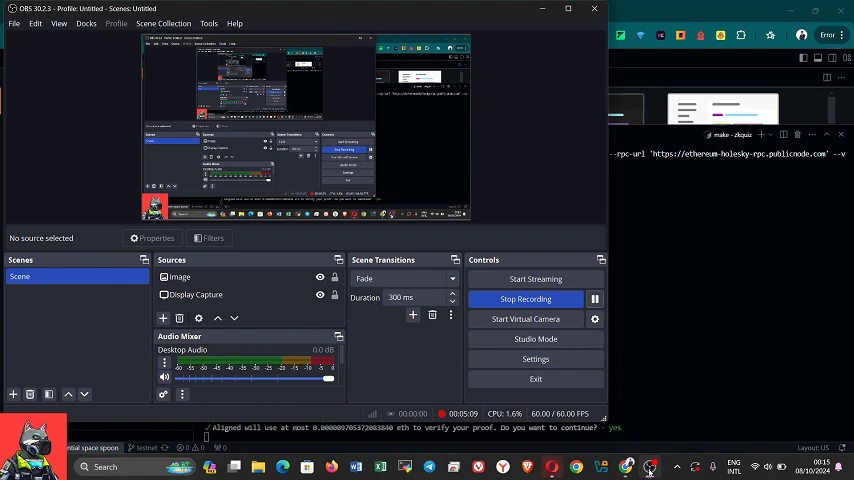 OBS 30.2.3 - Profile: Untitled - Scenes: Untitled
File Edit View Docks Profile Scene Collection Tools Help
Error
make - zkquiz
--rpc-url 'https://ethereum-holesky-rpc.publicnode.com' --v
No source selected
Properties
Filters
Scenes
Scene
Sources
Image
Display Capture
Audio Mixer
Desktop Audio
0.0 dB
-60 -55 -50 -45 -40 -35 -30 -25 -20 -15 -10 -5 0
Scene Transitions
Fade
Duration 300 ms
Controls
Start Streaming
Stop Recording
Start Virtual Camera
Studio Mode
Settings
Exit
00:00:00
00:05:09
CPU: 1.6%
60.00 / 60.00 FPS
✓ Aligned will use at most 0.000009705372083840 eth to verify your proof. Do you want to continue? · yes
ential space spoon
testnet
0 0
0
Layout: US
Search
ENG
INTL
00:15
08/10/2024